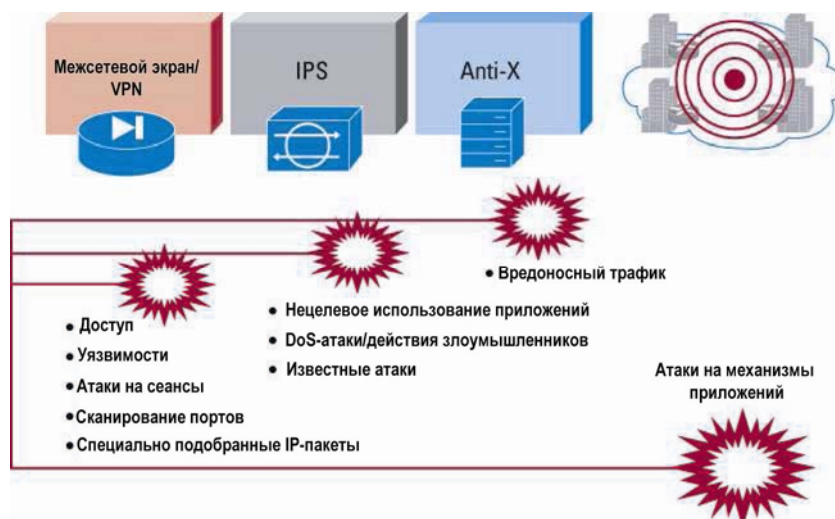 Межсетевой экран/
VPN
IPS
Anti-X
• Вредоносный трафик
• Нецелевое использование приложений
• DoS-атаки/действия злоумышленников
• Известные атаки
• Доступ
• Уязвимости
• Атаки на сеансы
• Сканирование портов
• Специально подобранные IP-пакеты
Атаки на механизмы
приложений